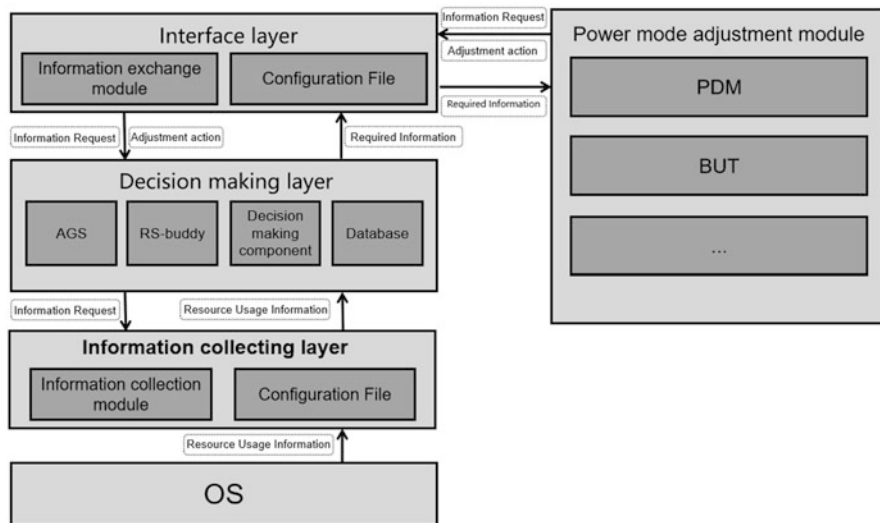 Interface layer
Information exchange
module
Configuration File
Information Request
Adjustment action
Required Information
Power mode adjustment module
PDM
BUT
...
Information Request
Adjustment action
Required Information
Decision making layer
AGS
RS-buddy
Decision
making
component
Database
Information Request
Resource Usage Information
Information collecting layer
Information collection
module
Configuration File
Resource Usage Information
OS